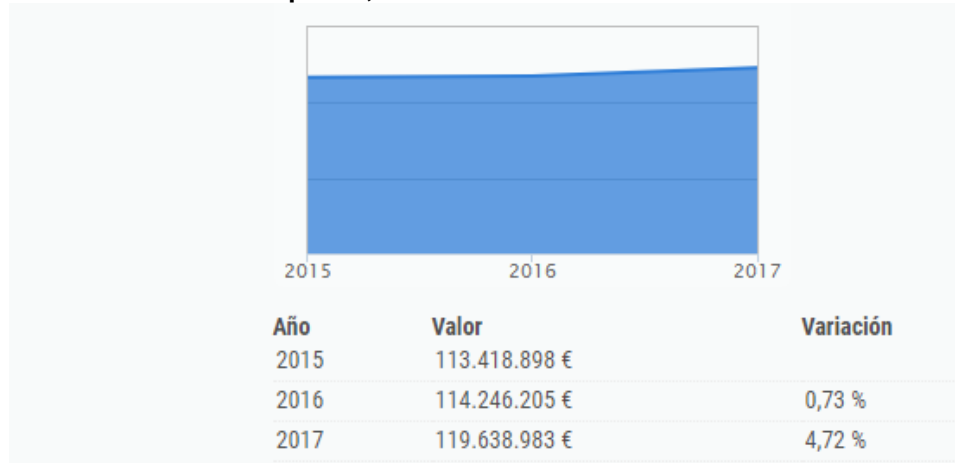 2015 2016 2017
Año Valor Variación
2015 113.418.898 €
2016 114.246.205 € 0,73 %
2017 119.638.983 € 4,72 %